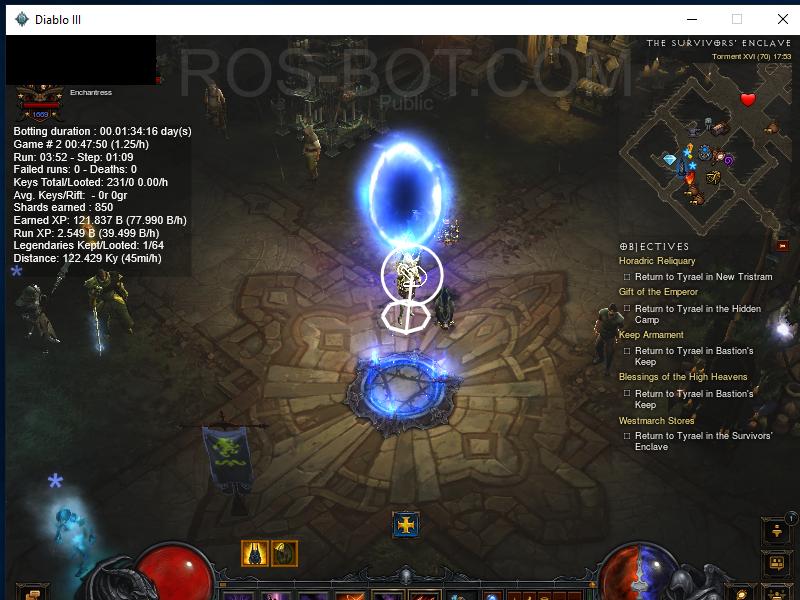 Diablo III
THE SURVIVORS' ENCLAVE
Torment XVI (70) 17:53
ROS-BOT.COM
Public
Enchantress
1669
Botting duration : 00.01:34:16 day(s)
Game # 2 00:47:50 (1.25/h)
Run: 03:52 - Step: 01:09
Failed runs: 0 - Deaths: 0
Keys Total/Looted: 231/0 0.00/h
Avg. Keys/Rift:  - 0r 0gr
Shards earned : 850
Earned XP: 121.837 B (77.990 B/h)
Run XP: 2.549 B (39.499 B/h)
Legendaries Kept/Looted: 1/64
Distance: 122.429 Ky (45mi/h)
OBJECTIVES
Horadric Reliquary
Return to Tyrael in New Tristram
Gift of the Emperor
Return to Tyrael in the Hidden
Camp
Keep Armament
Return to Tyrael in Bastion's
Keep
Blessings of the High Heavens
Return to Tyrael in Bastion's
Keep
Westmarch Stores
Return to Tyrael in the Survivors'
Enclave
1